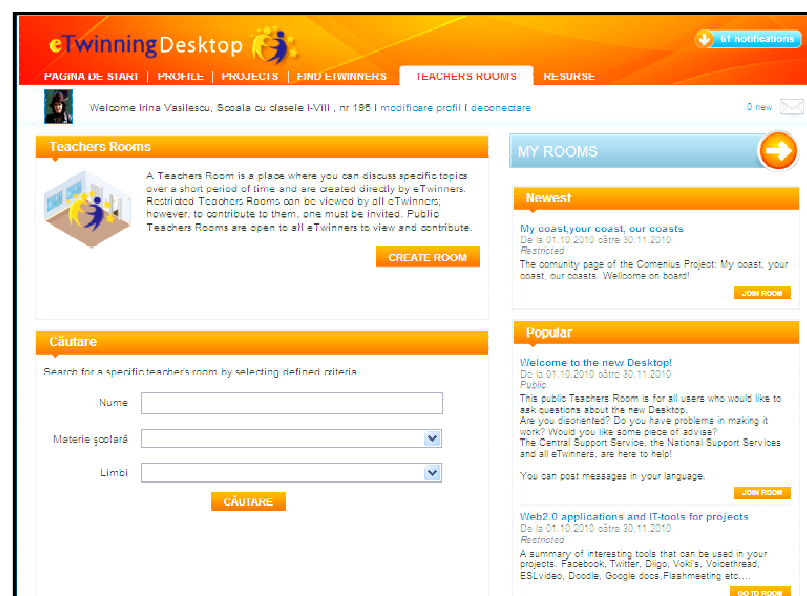 eTwinningDesktop
61 notifications
PAGINA DE START | PROFILE | PROJECTS | FIND ETWINNERS TEACHERS ROOMS RESURSE
Welcome Irina Vasilescu, Scoala cu clasele I-VIII , nr 195 | modificare profil | deconectare
0 new
Teachers Rooms
A Teachers Room is a place where you can discuss specific topics
over a short period of time and are created directly by eTwinners.
Restricted Teachers Rooms can be viewed by all eTwinners;
however, to contribute to them, one must be invited. Public
Teachers Rooms are open to all eTwinners to view and contribute.
CREATE ROOM
Căutare
Search for a specific teacher's room by selecting defined criteria
Nume
Materie școlară
Limbi
CĂUTARE
MY ROOMS
Newest
My coast,your coast, our coasts
De la 01.10.2010 către 30.11.2010
Restricted
The comunity page of the Comenius Project: My coast, your
coast, our coasts. Wellcome on board!
JOIN ROOM
Popular
Welcome to the new Desktop!
De la 01.10.2010 către 30.11.2010
Public
This public Teachers Room is for all users who would like to
ask questions about the new Desktop.
Are you disoriented? Do you have problems in making it
work? Would you like some piece of advise?
The Central Support Service, the National Support Services
and all eTwinners, are here to help!
You can post messages in your language.
JOIN ROOM
Web2.0 applications and IT-tools for projects
De la 01.10.2010 către 30.11.2010
Restricted
A summary of interesting tools that can be used in your
projects. Facebook, Twitter, Diigo, Voki's, Voicethread,
ESLvideo, Doodle, Google docs,Flashmeeting etc....
GO TO ROOM